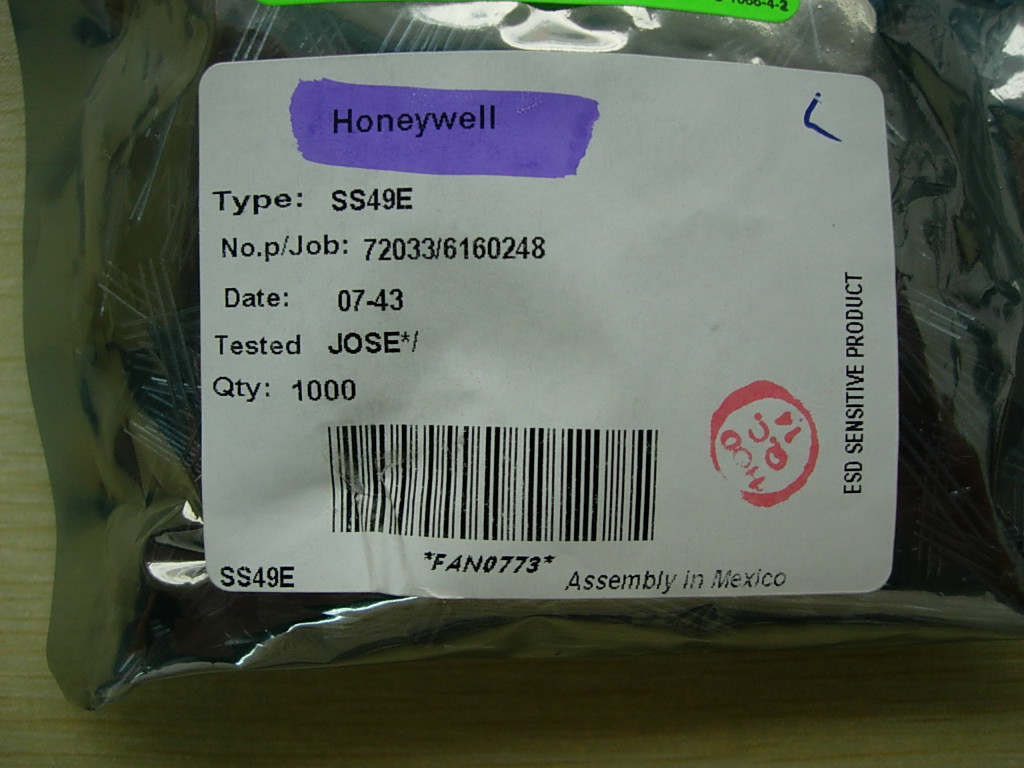 Honeywell
Type: SS49E
No.p/Job: 72033/6160248
Date: 07-43
Tested JOSE*/
Qty: 1000
ESD SENSITIVE PRODUCT
*FAN0773*
SS49E
Assembly in Mexico